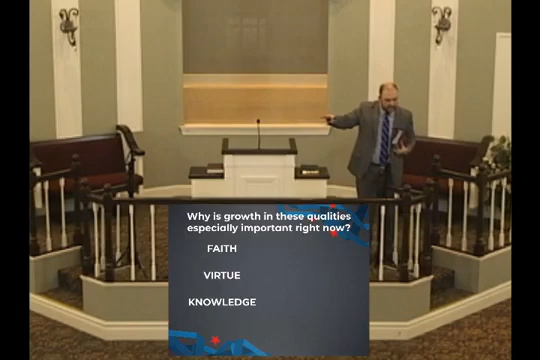 Why is growth in these qualities
especially important right now?
FAITH
VIRTUE
KNOWLEDGE